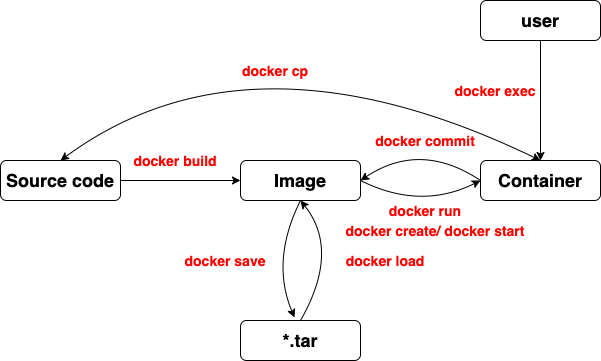 user
docker cp
docker exec
docker commit
docker build
Source code
Image
Container
docker run
docker create/ docker start
docker save
docker load
*.tar